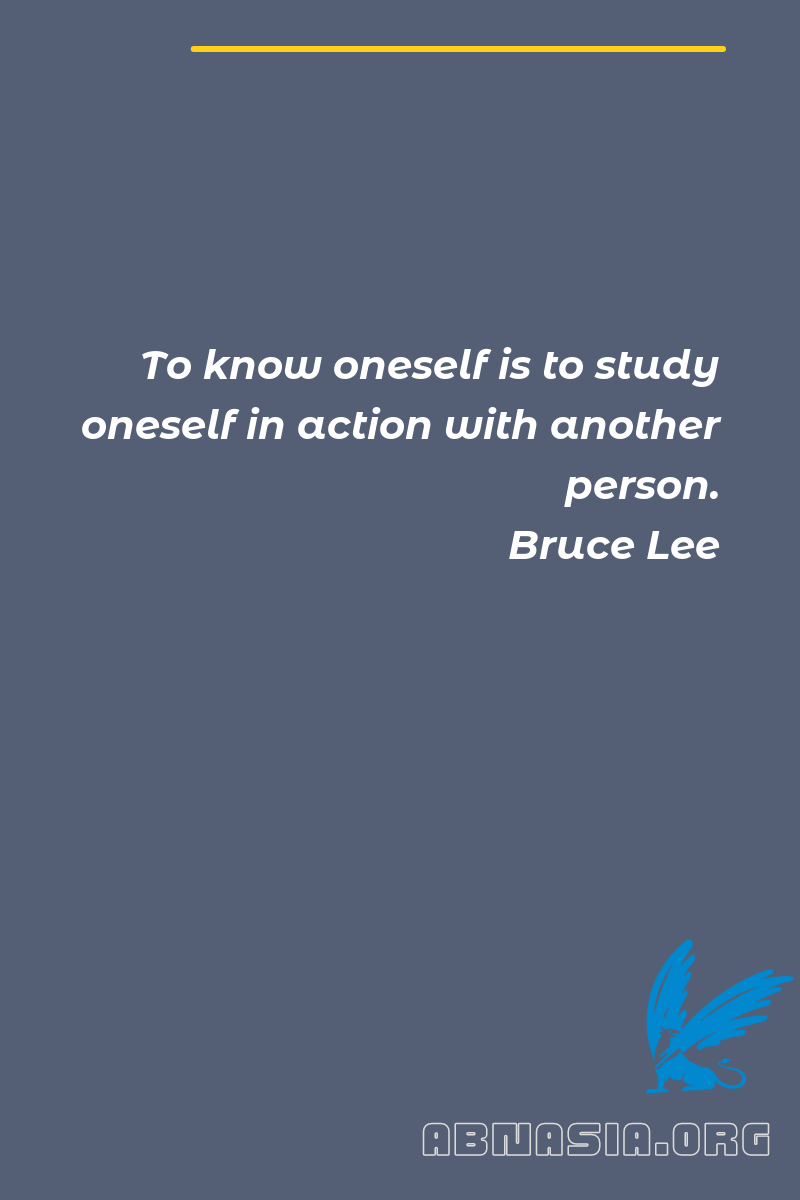 To know oneself is to study
oneself in action with another
person.
Bruce Lee
ABNASIA.ORG